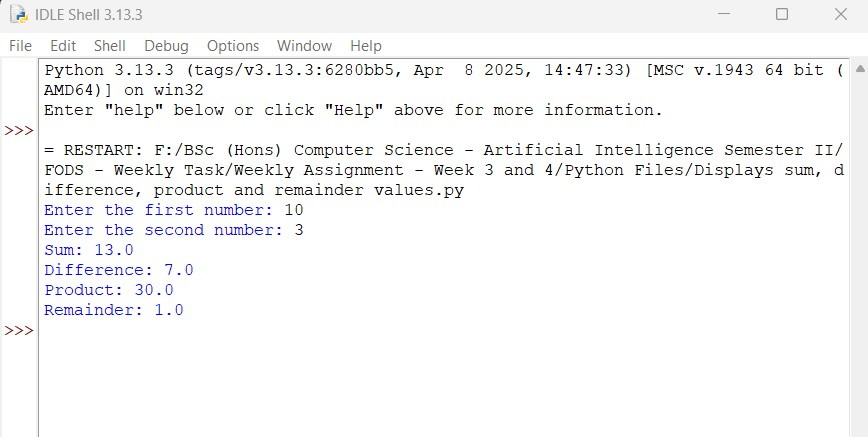 IDLE Shell 3.13.3
File Edit Shell Debug Options Window Help
Python 3.13.3 (tags/v3.13.3:6280bb5, Apr  8 2025, 14:47:33) [MSC v.1943 64 bit (
AMD64)] on win32
Enter "help" below or click "Help" above for more information.
>>>
= RESTART: F:/BSc (Hons) Computer Science - Artificial Intelligence Semester II/
FODS - Weekly Task/Weekly Assignment - Week 3 and 4/Python Files/Displays sum, d
ifference, product and remainder values.py
Enter the first number: 10
Enter the second number: 3
Sum: 13.0
Difference: 7.0
Product: 30.0
Remainder: 1.0
>>>